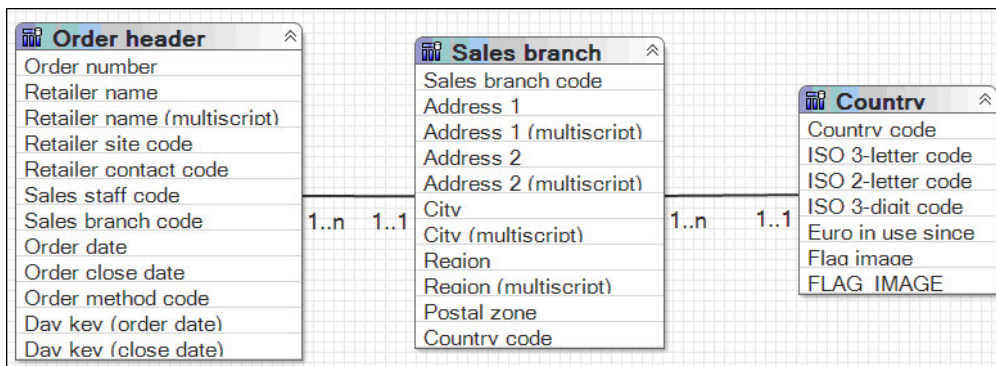 Order header
Order number
Retailer name
Retailer name (multiscript)
Retailer site code
Retailer contact code
Sales staff code
Sales branch code
Order date
Order close date
Order method code
Day key (order date)
Day key (close date)
1..n 1..1
Sales branch
Sales branch code
Address 1
Address 1 (multiscript)
Address 2
Address 2 (multiscript)
City
City (multiscript)
Region
Region (multiscript)
Postal zone
Country code
1..n 1..1
Country
Country code
ISO 3-letter code
ISO 2-letter code
ISO 3-digit code
Euro in use since
Flag image
FLAG_IMAGE